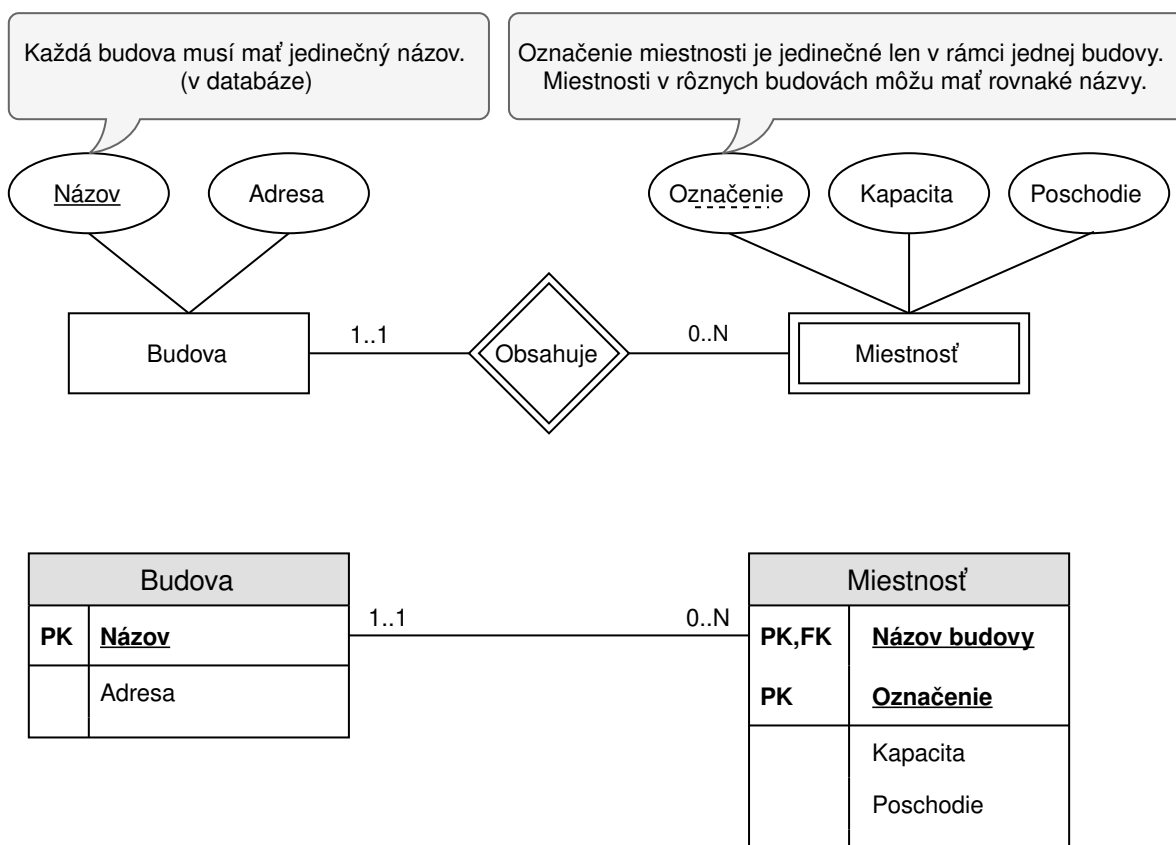 Každá budova musí mať jedinečný názov.
(v databáze)
Označenie miestnosti je jedinečné len v rámci jednej budovy.
Miestnosti v rôznych budovách môžu mať rovnaké názvy.
Názov
Adresa
Označenie
Kapacita
Poschodie
Budova
1..1
Obsahuje
0..N
Miestnosť
Budova
PK Názov
Adresa
1..1
0..N
Miestnosť
PK,FK Názov budovy
PK Označenie
Kapacita
Poschodie